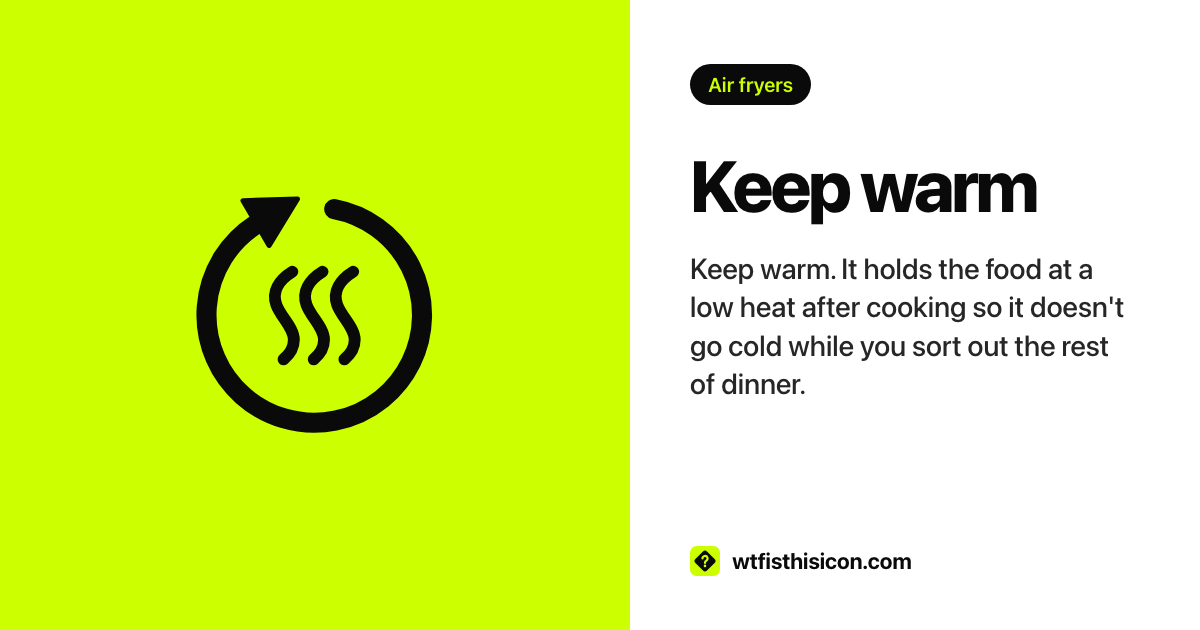 Air fryers
Keep warm
Keep warm. It holds the food at a
low heat after cooking so it doesn't
go cold while you sort out the rest
of dinner.
?
wtfisthisicon.com